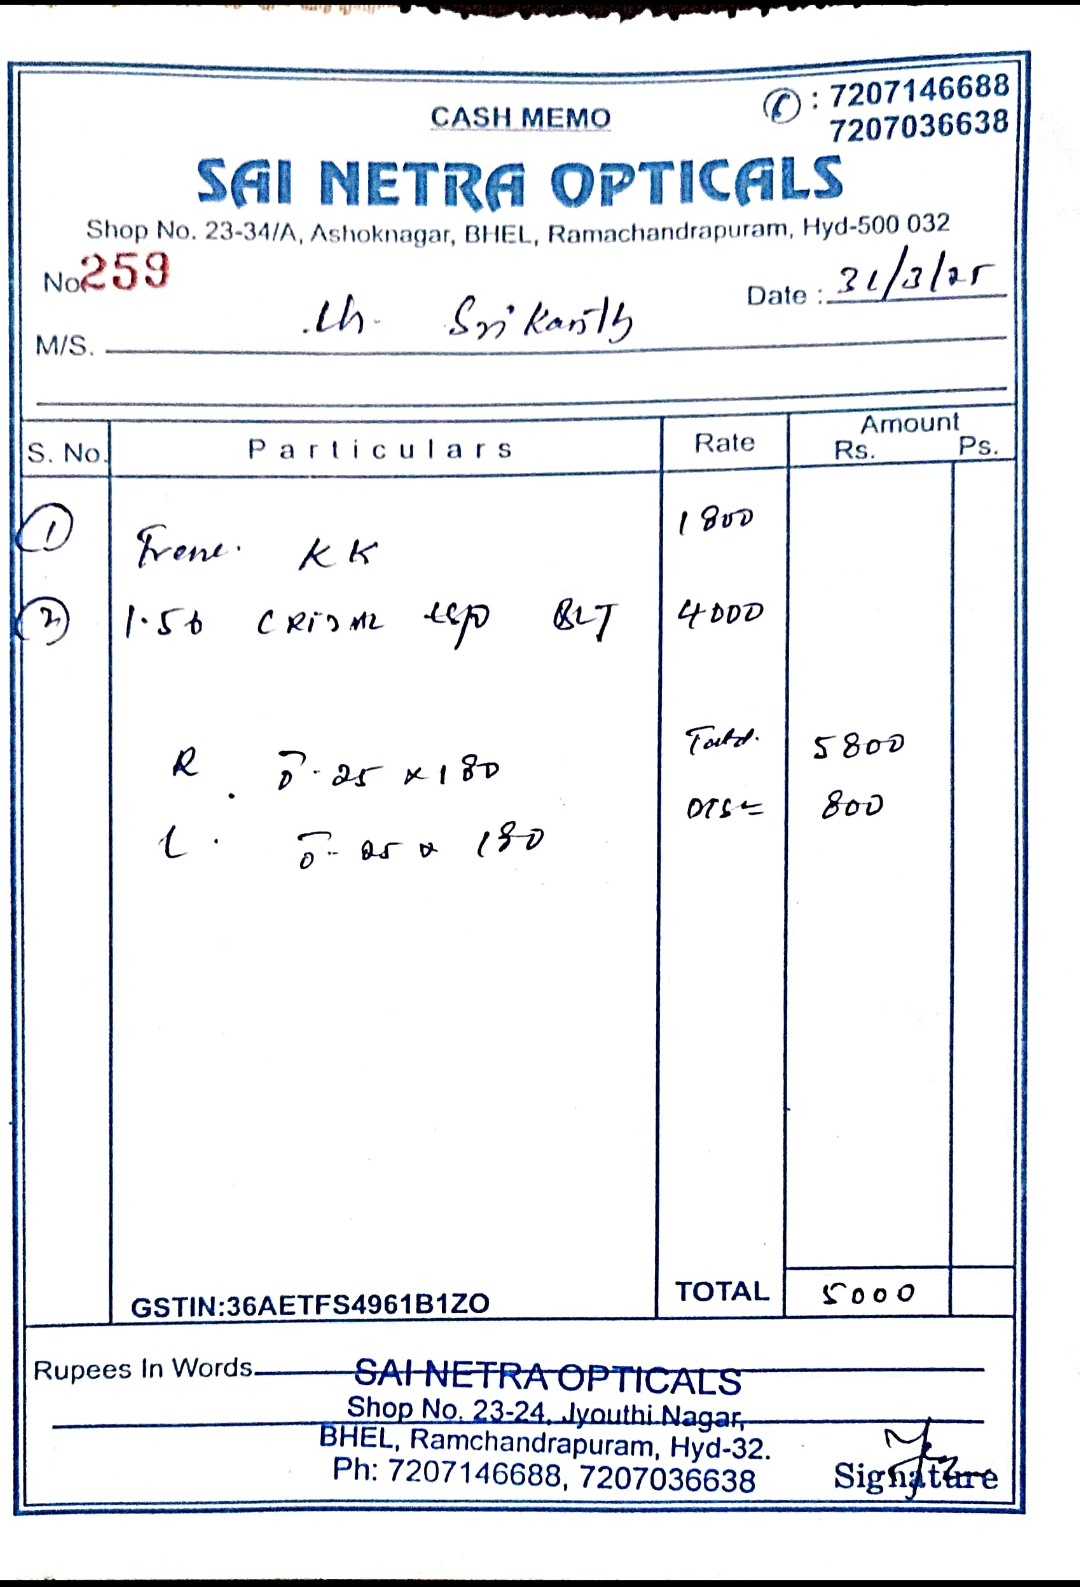 CASH MEMO
: 7207146688
7207036638
SAI NETRA OPTICALS
Shop No. 23-34/A, Ashoknagar, BHEL, Ramachandrapuram, Hyd-500 032
No 259
Date : 31/3/25
M/S. Ch. Srikanth
S. No. Particulars Rate Amount
Rs. Ps.
1 Frene. KK 1800
2 1.56 CRIZAL BLT 4000
Total. 5800
R 0.25 x 180
DISC 800
L. 0.25 x 180
GSTIN:36AETFS4961B1ZO TOTAL 5000
Rupees In Words
SAI NETRA OPTICALS
Shop No. 23-24, Jyouthi Nagar,
BHEL, Ramchandrapuram, Hyd-32.
Ph: 7207146688, 7207036638
Signature